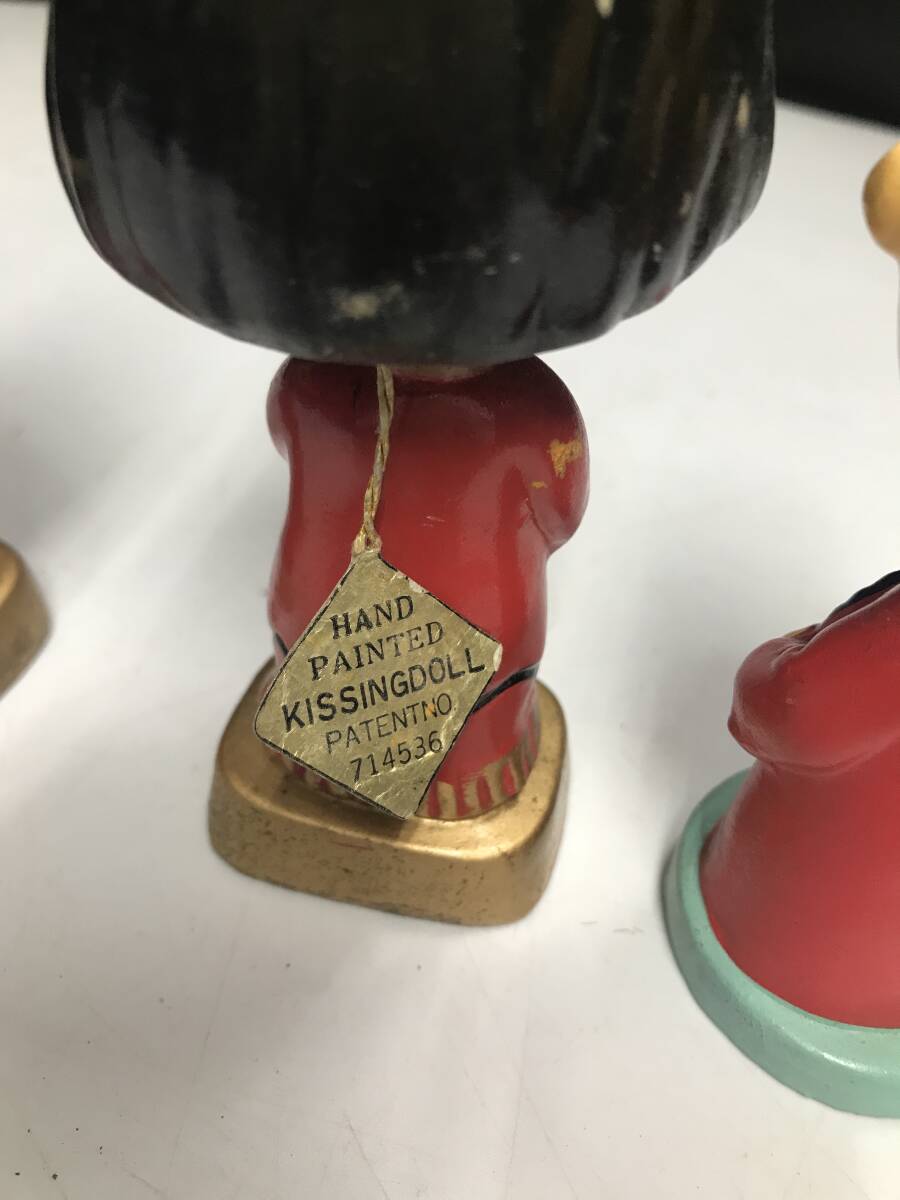 HAND
PAINTED
KISSINGDOLL
PATENTNO.
714536